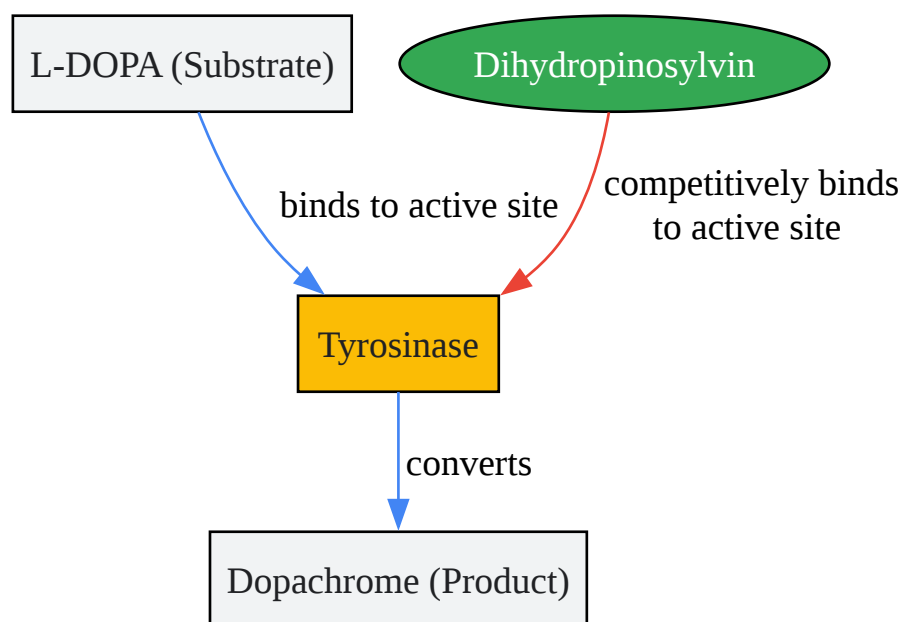 L-DOPA (Substrate)
Dihydropinosylvin
binds to active site
competitively binds
to active site
Tyrosinase
converts
Dopachrome (Product)